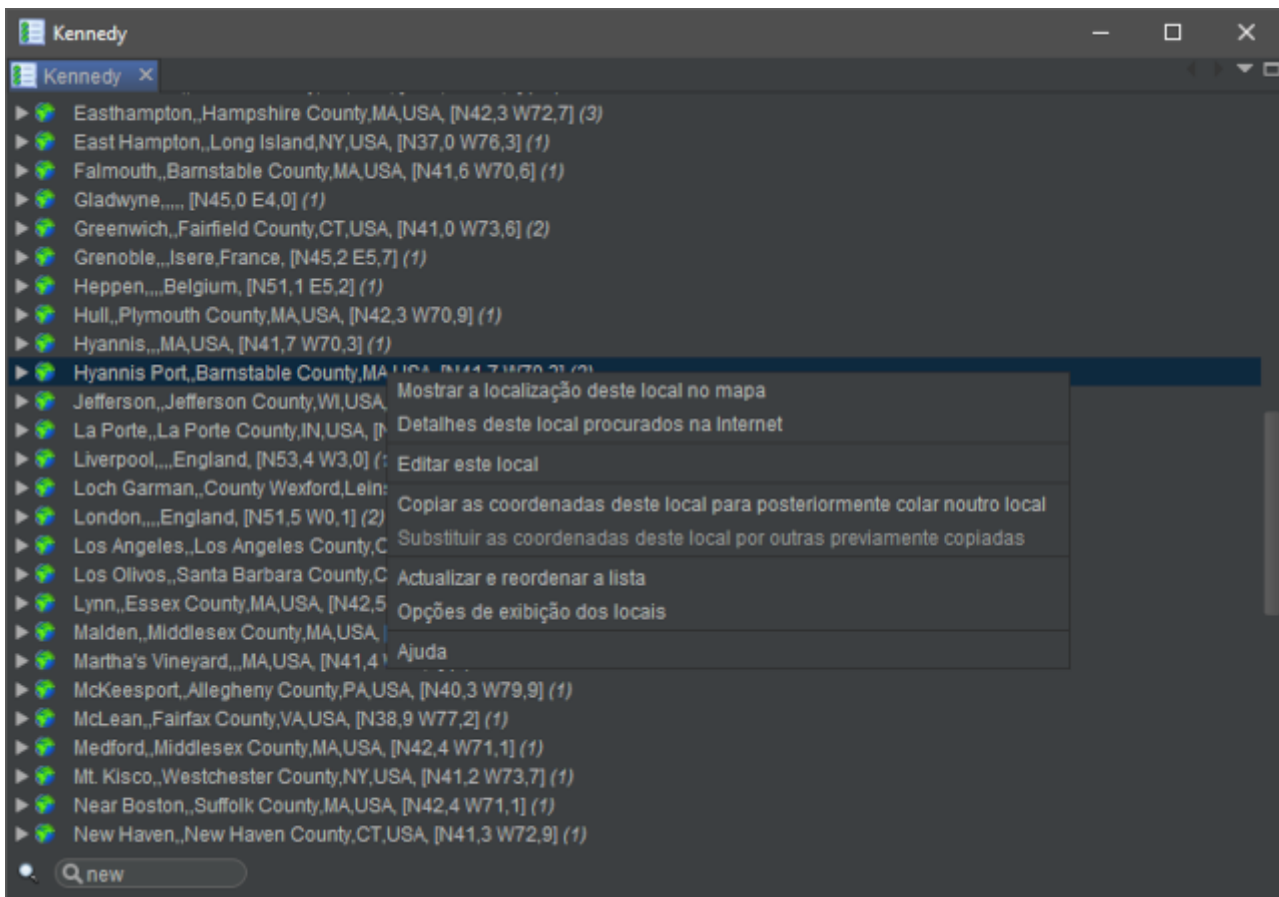 Kennedy
Kennedy
Easthampton,,Hampshire County,MA,USA, [N42,3 W72,7] (3)
East Hampton,,Long Island,NY,USA, [N37,0 W76,3] (1)
Falmouth,,Barnstable County,MA,USA, [N41,6 W70,6] (1)
Gladwyne,,,,, [N45,0 E4,0] (1)
Greenwich,,Fairfield County,CT,USA, [N41,0 W73,6] (2)
Grenoble,,,Isere,France, [N45,2 E5,7] (1)
Heppen,,,,Belgium, [N51,1 E5,2] (1)
Hull,,Plymouth County,MA,USA, [N42,3 W70,9] (1)
Hyannis,,,MA,USA, [N41,7 W70,3] (1)
Hyannis Port,,Barnstable County,MA
Mostrar a localização deste local no mapa
Jefferson,,Jefferson County,WI,USA,
La Porte,,La Porte County,IN,USA,
Detalhes deste local procurados na Internet
Liverpool,,,,England, [N53,4 W3,0]
Editar este local
Loch Garman,,County Wexford,
Copiar as coordenadas deste local para posteriormente colar noutro local
London,,,,England, [N51,5 W0,1] (2)
Los Angeles,,Los Angeles County,
Substituir as coordenadas deste local por outras previamente copiadas
Los Olivos,,Santa Barbara County,
Actualizar e reordenar a lista
Lynn,,Essex County,MA,USA, [N42,5
Opções de exibição dos locais
Malden,,Middlesex County,MA,USA,
Martha's Vineyard,,,MA,USA, [N41,4
Ajuda
McKeesport,,Allegheny County,PA,USA, [N40,3 W79,9] (1)
McLean,,Fairfax County,VA,USA, [N38,9 W77,2] (1)
Medford,,Middlesex County,MA,USA, [N42,4 W71,1] (1)
Mt. Kisco,,Westchester County,NY,USA, [N41,2 W73,7] (1)
Near Boston,,Suffolk County,MA,USA, [N42,4 W71,1] (1)
New Haven,,New Haven County,CT,USA, [N41,3 W72,9] (1)
new